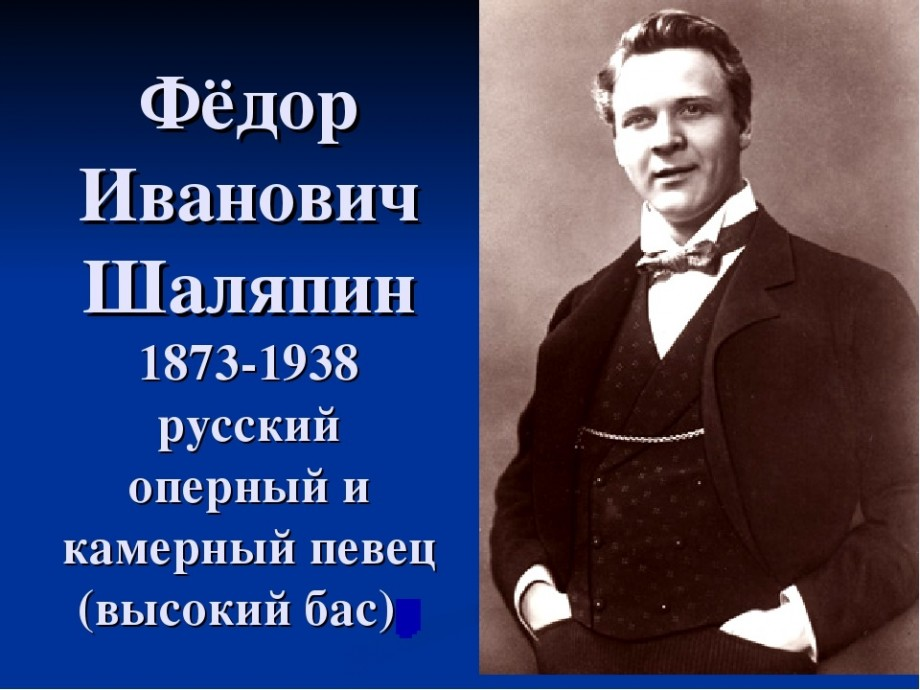 Фёдор
Иванович
Шаляпин
1873-1938
русский
оперный и
камерный певец
(высокий бас)